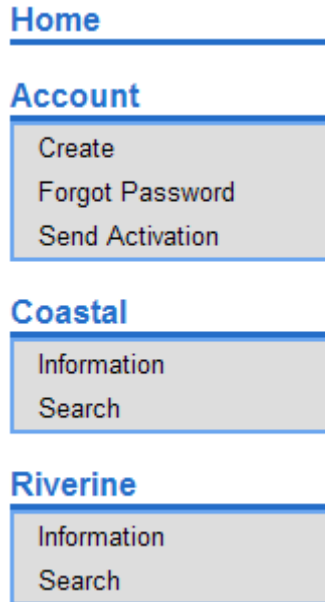 Home
Account
Create
Forgot Password
Send Activation
Coastal
Information
Search
Riverine
Information
Search